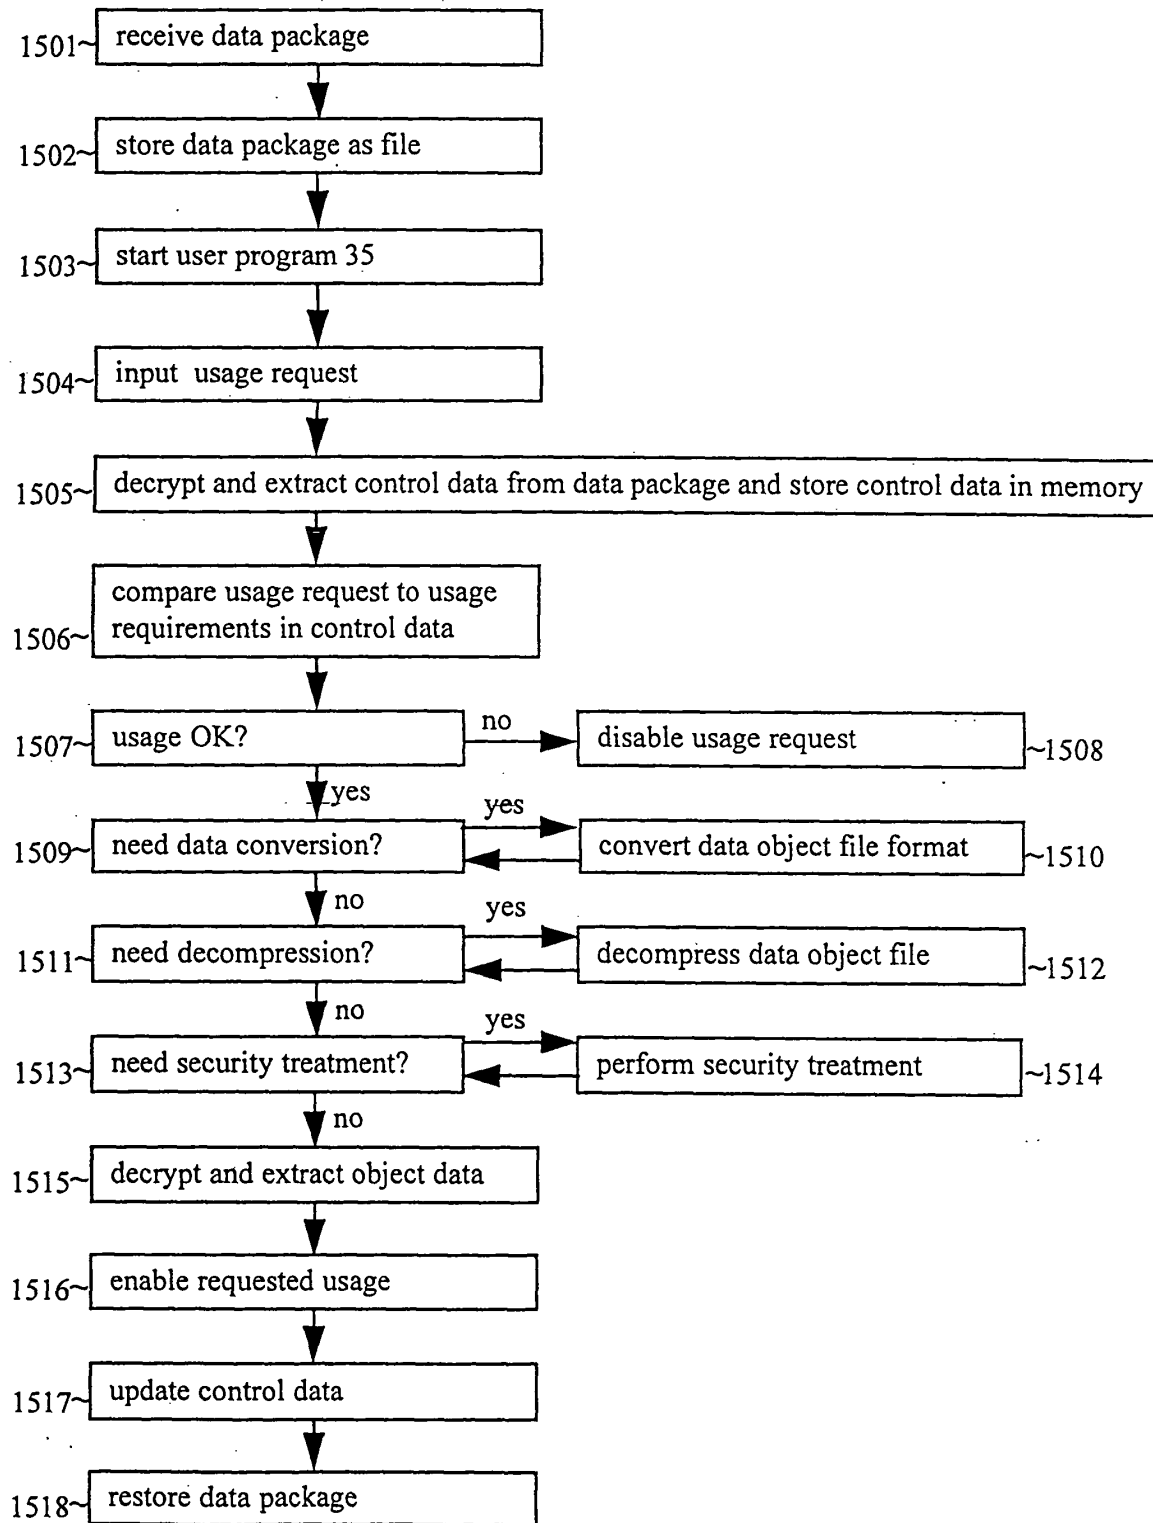 1501~ receive data package
1502~ store data package as file
1503~ start user program 35
1504~ input usage request
1505~ decrypt and extract control data from data package and store control data in memory
compare usage request to usage
1506~ requirements in control data
1507~ usage OK? no disable usage request ~1508
yes
1509~ need data conversion? yes convert data object file format ~1510
no
1511~ need decompression? yes decompress data object file ~1512
no
1513~ need security treatment? yes perform security treatment ~1514
no
1515~ decrypt and extract object data
1516~ enable requested usage
1517~ update control data
1518~ restore data package